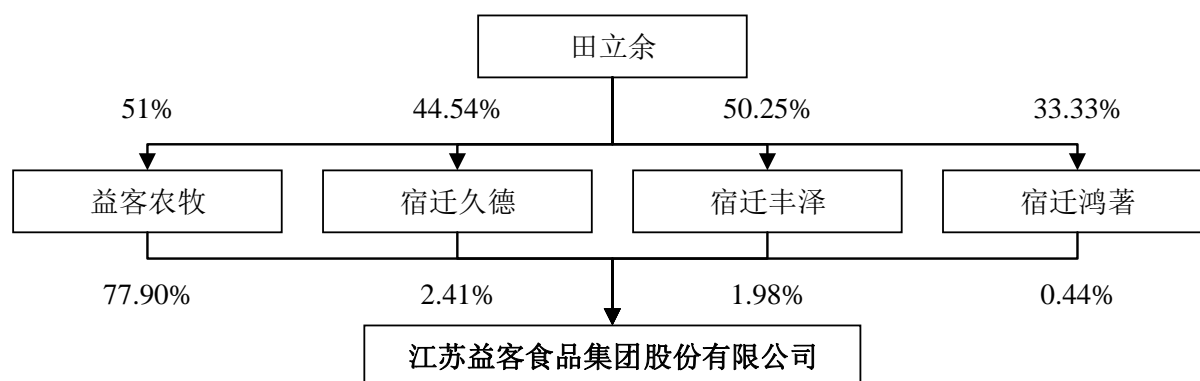 田立余
51% 44.54% 50.25% 33.33%
益客农牧 宿迁久德 宿迁丰泽 宿迁鸿著
77.90% 2.41% 1.98% 0.44%
江苏益客食品集团股份有限公司